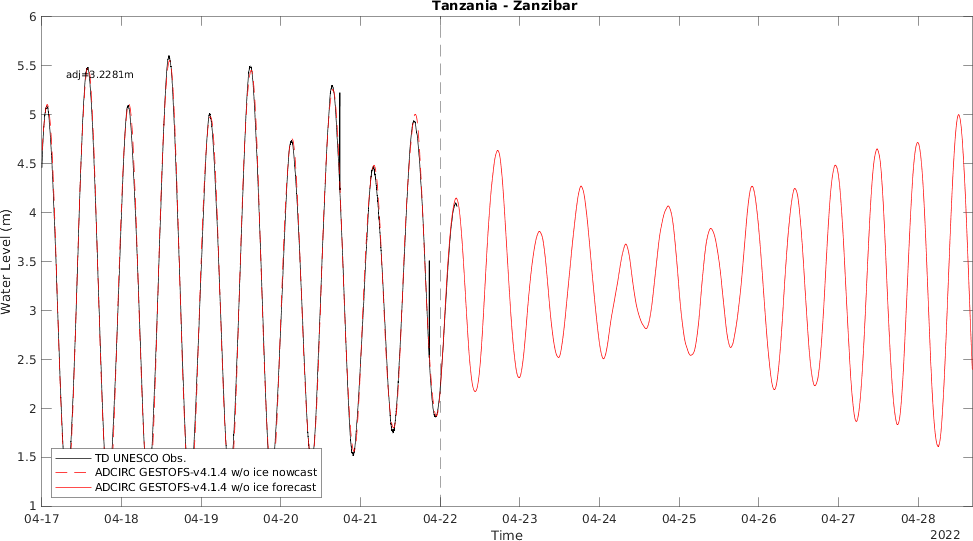 Tanzania - Zanzibar
Water Level (m)
6
5.5
5
4.5
4
3.5
3
2.5
2
1.5
1
adj=3.2281m
TD UNESCO Obs.
ADCIRC GESTOFS-v4.1.4 w/o ice nowcast
ADCIRC GESTOFS-v4.1.4 w/o ice forecast
04-17 04-18 04-19 04-20 04-21 04-22 04-23 04-24 04-25 04-26 04-27 04-28
2022
Time